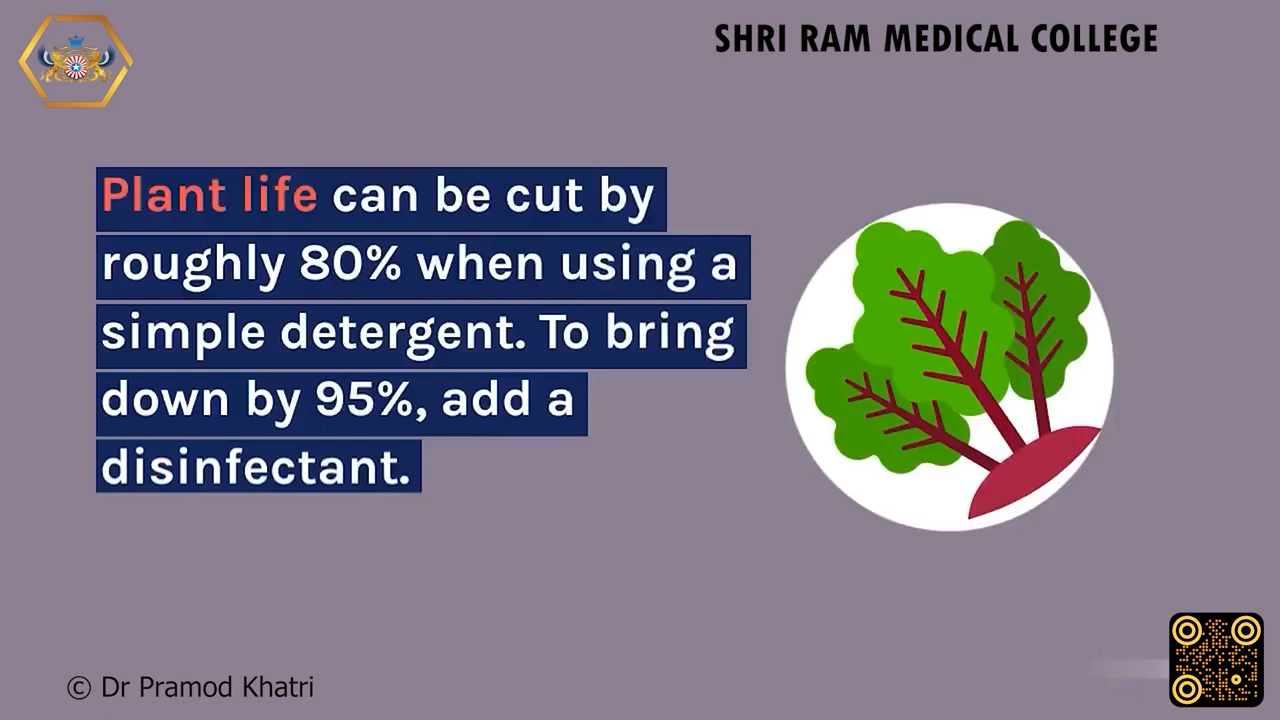 SHRI RAM MEDICAL COLLEGE
Plant life can be cut by
roughly 80% when using a
simple detergent. To bring
down by 95%, add a
disinfectant.
© Dr Pramod Khatri